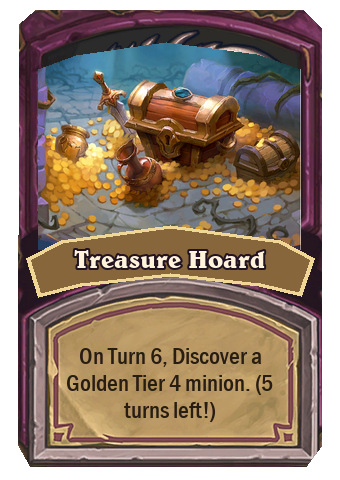 Treasure Hoard
On Turn 6, Discover a
Golden Tier 4 minion. (5
turns left!)